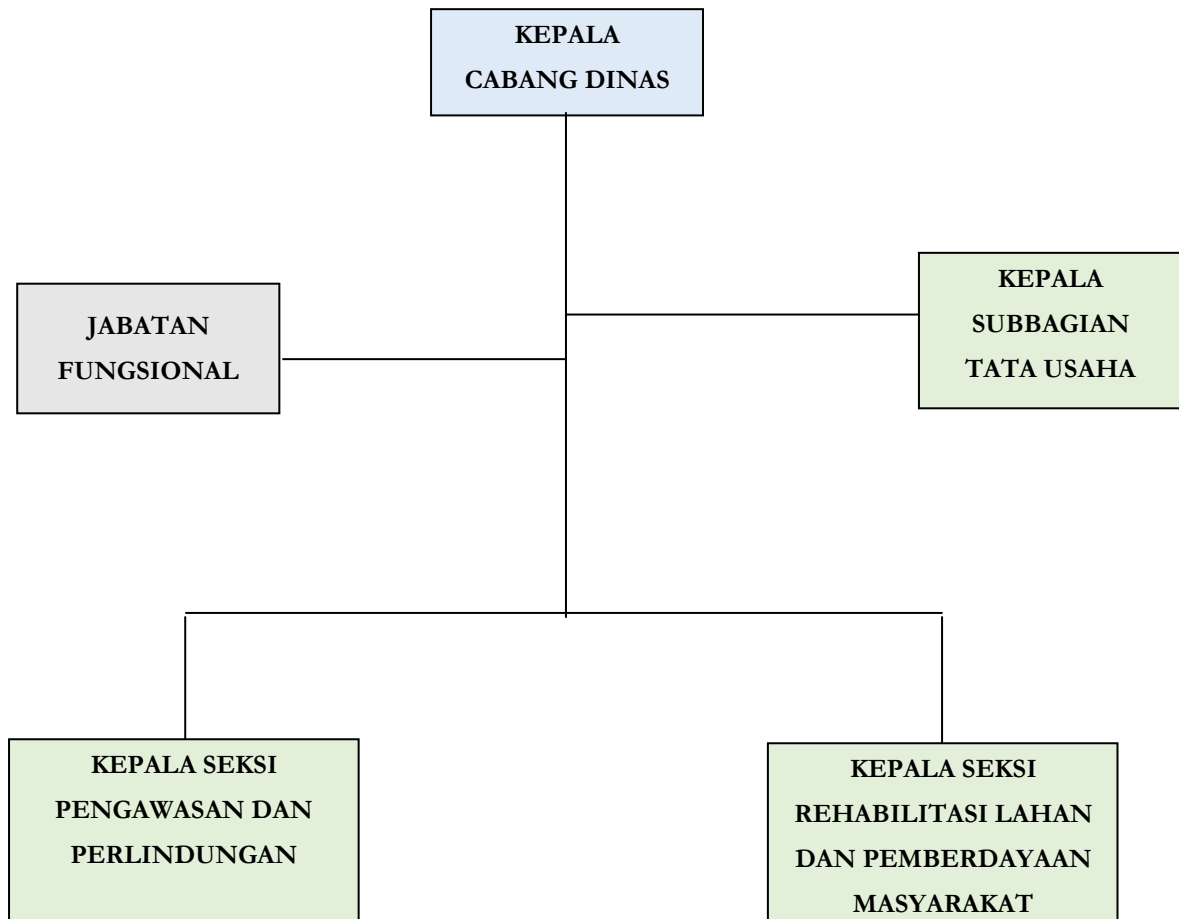 KEPALA
CABANG DINAS
KEPALA
SUBBAGIAN
TATA USAHA
JABATAN
FUNGSIONAL
KEPALA SEKSI
PENGAWASAN DAN
PERLINDUNGAN
KEPALA SEKSI
REHABILITASI LAHAN
DAN PEMBERDAYAAN
MASYARAKAT